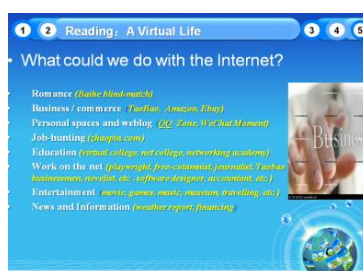 1 2 Reading：A Virtual Life 3 4 5
• What could we do with the Internet?
• Romance (Baihe blind-match)
• Business / commerce (TaoBao, Amazon, Ebay)
• Personal spaces and weblog (QQ Zone, WeChat Moment)
• Job-hunting (zhaopin.com)
• Education (virtual college, net college, networking academy)
• Work on the net (playwright, free-columnist, journalist, Taobao
businessmen, novelist, etc., software designer, accountant, etc.)
• Entertainment (movie, games, music, museum, travelling, etc.)
• News and Information (weather report, financing)
Busines